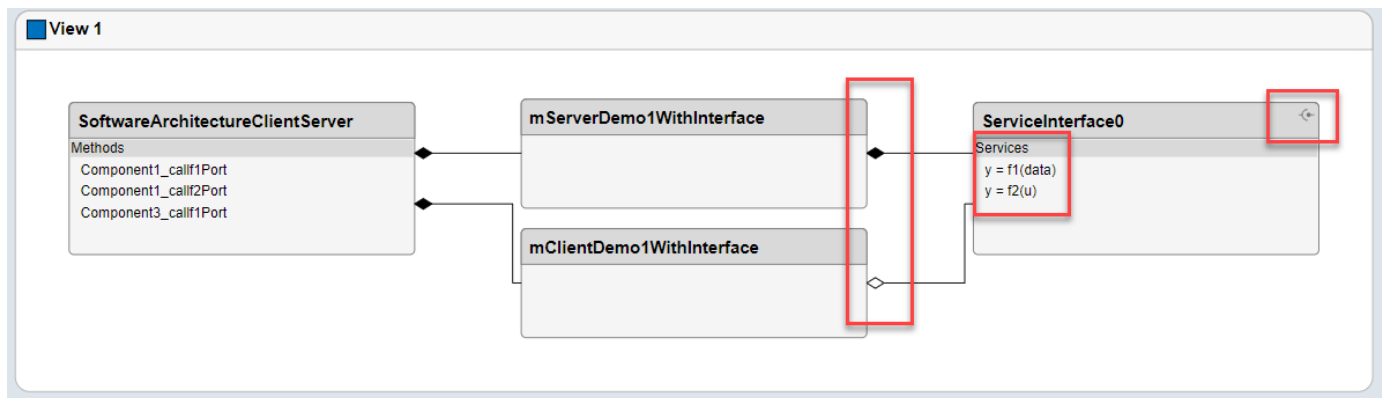 View 1
SoftwareArchitectureClientServer
Methods
Component1_callf1Port
Component1_callf2Port
Component3_callf1Port
mServerDemo1WithInterface
mClientDemo1WithInterface
ServiceInterface0
Services
y = f1(data)
y = f2(u)